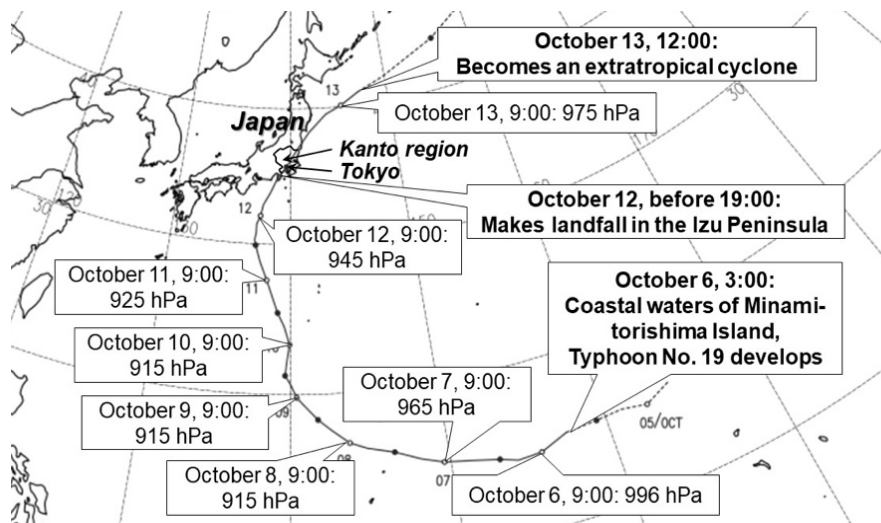 October 13, 12:00:
Becomes an extratropical cyclone
13
October 13, 9:00: 975 hPa
30
Japan
Kanto region
Tokyo
October 12, before 19:00:
Makes landfall in the Izu Peninsula
12
30
October 12, 9:00:
945 hPa
October 11, 9:00:
925 hPa
11
October 6, 3:00:
Coastal waters of Minami-
torishima Island,
Typhoon No. 19 develops
October 10, 9:00:
915 hPa
October 7, 9:00:
965 hPa
October 9, 9:00:
915 hPa
09
05/OCT
08
07
October 8, 9:00:
915 hPa
October 6, 9:00: 996 hPa